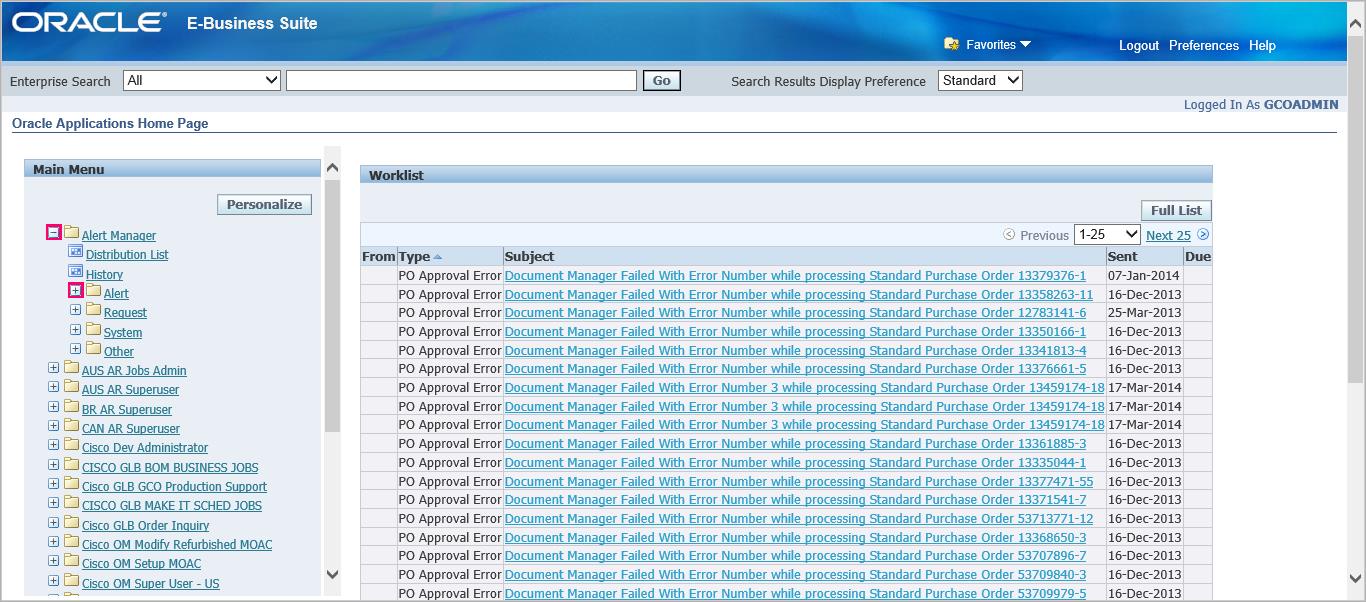 ORACLE® E-Business Suite
Favorites Logout Preferences Help
Enterprise Search All Go Search Results Display Preference Standard
Logged In As GCOADMIN
Oracle Applications Home Page
Main Menu
Personalize
Alert Manager
Distribution List
History
Alert
Request
System
Other
AUS AR Jobs Admin
AUS AR Superuser
BR AR Superuser
CAN AR Superuser
Cisco Dev Administrator
CISCO GLB BOM BUSINESS JOBS
Cisco GLB GCO Production Support
CISCO GLB MAKE IT SCHED JOBS
Cisco GLB Order Inquiry
Cisco OM Modify Refurbished MOAC
Cisco OM Setup MOAC
Cisco OM Super User - US
Worklist
Full List
Previous 1-25 Next 25
From Type Subject Sent Due
PO Approval Error Document Manager Failed With Error Number while processing Standard Purchase Order 13379376-1 07-Jan-2014
PO Approval Error Document Manager Failed With Error Number while processing Standard Purchase Order 13358263-11 16-Dec-2013
PO Approval Error Document Manager Failed With Error Number while processing Standard Purchase Order 12783141-6 25-Mar-2013
PO Approval Error Document Manager Failed With Error Number while processing Standard Purchase Order 13350166-1 16-Dec-2013
PO Approval Error Document Manager Failed With Error Number while processing Standard Purchase Order 13341813-4 16-Dec-2013
PO Approval Error Document Manager Failed With Error Number while processing Standard Purchase Order 13376661-5 16-Dec-2013
PO Approval Error Document Manager Failed With Error Number 3 while processing Standard Purchase Order 13459174-18 17-Mar-2014
PO Approval Error Document Manager Failed With Error Number 3 while processing Standard Purchase Order 13459174-18 17-Mar-2014
PO Approval Error Document Manager Failed With Error Number 3 while processing Standard Purchase Order 13459174-18 17-Mar-2014
PO Approval Error Document Manager Failed With Error Number while processing Standard Purchase Order 13361885-3 16-Dec-2013
PO Approval Error Document Manager Failed With Error Number while processing Standard Purchase Order 13335044-1 16-Dec-2013
PO Approval Error Document Manager Failed With Error Number while processing Standard Purchase Order 13377471-55 16-Dec-2013
PO Approval Error Document Manager Failed With Error Number while processing Standard Purchase Order 13371541-7 16-Dec-2013
PO Approval Error Document Manager Failed With Error Number while processing Standard Purchase Order 53713771-12 16-Dec-2013
PO Approval Error Document Manager Failed With Error Number while processing Standard Purchase Order 13368650-3 16-Dec-2013
PO Approval Error Document Manager Failed With Error Number while processing Standard Purchase Order 53707896-7 16-Dec-2013
PO Approval Error Document Manager Failed With Error Number while processing Standard Purchase Order 53709840-3 16-Dec-2013
PO Approval Error Document Manager Failed With Error Number while processing Standard Purchase Order 53709979-5 16-Dec-2013